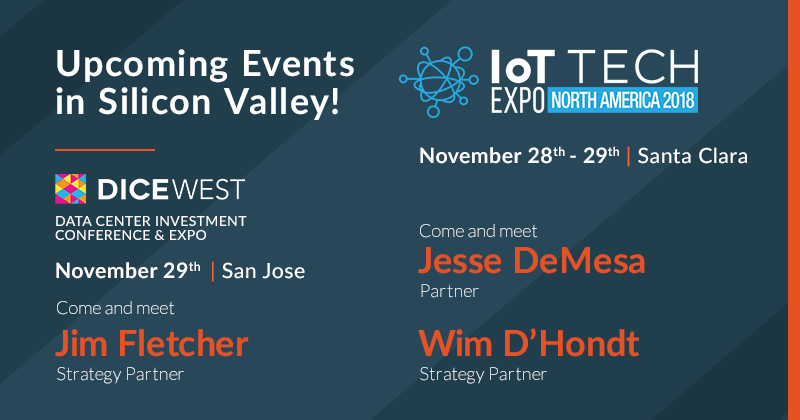 Upcoming Events
in Silicon Valley!
DICEWEST
DATA CENTER INVESTMENT
CONFERENCE & EXPO
November 29th | San Jose
Come and meet
Jim Fletcher
Strategy Partner
IoT TECH
EXPO NORTH AMERICA 2018
November 28th - 29th | Santa Clara
Come and meet
Jesse DeMesa
Partner
Wim D’Hondt
Strategy Partner